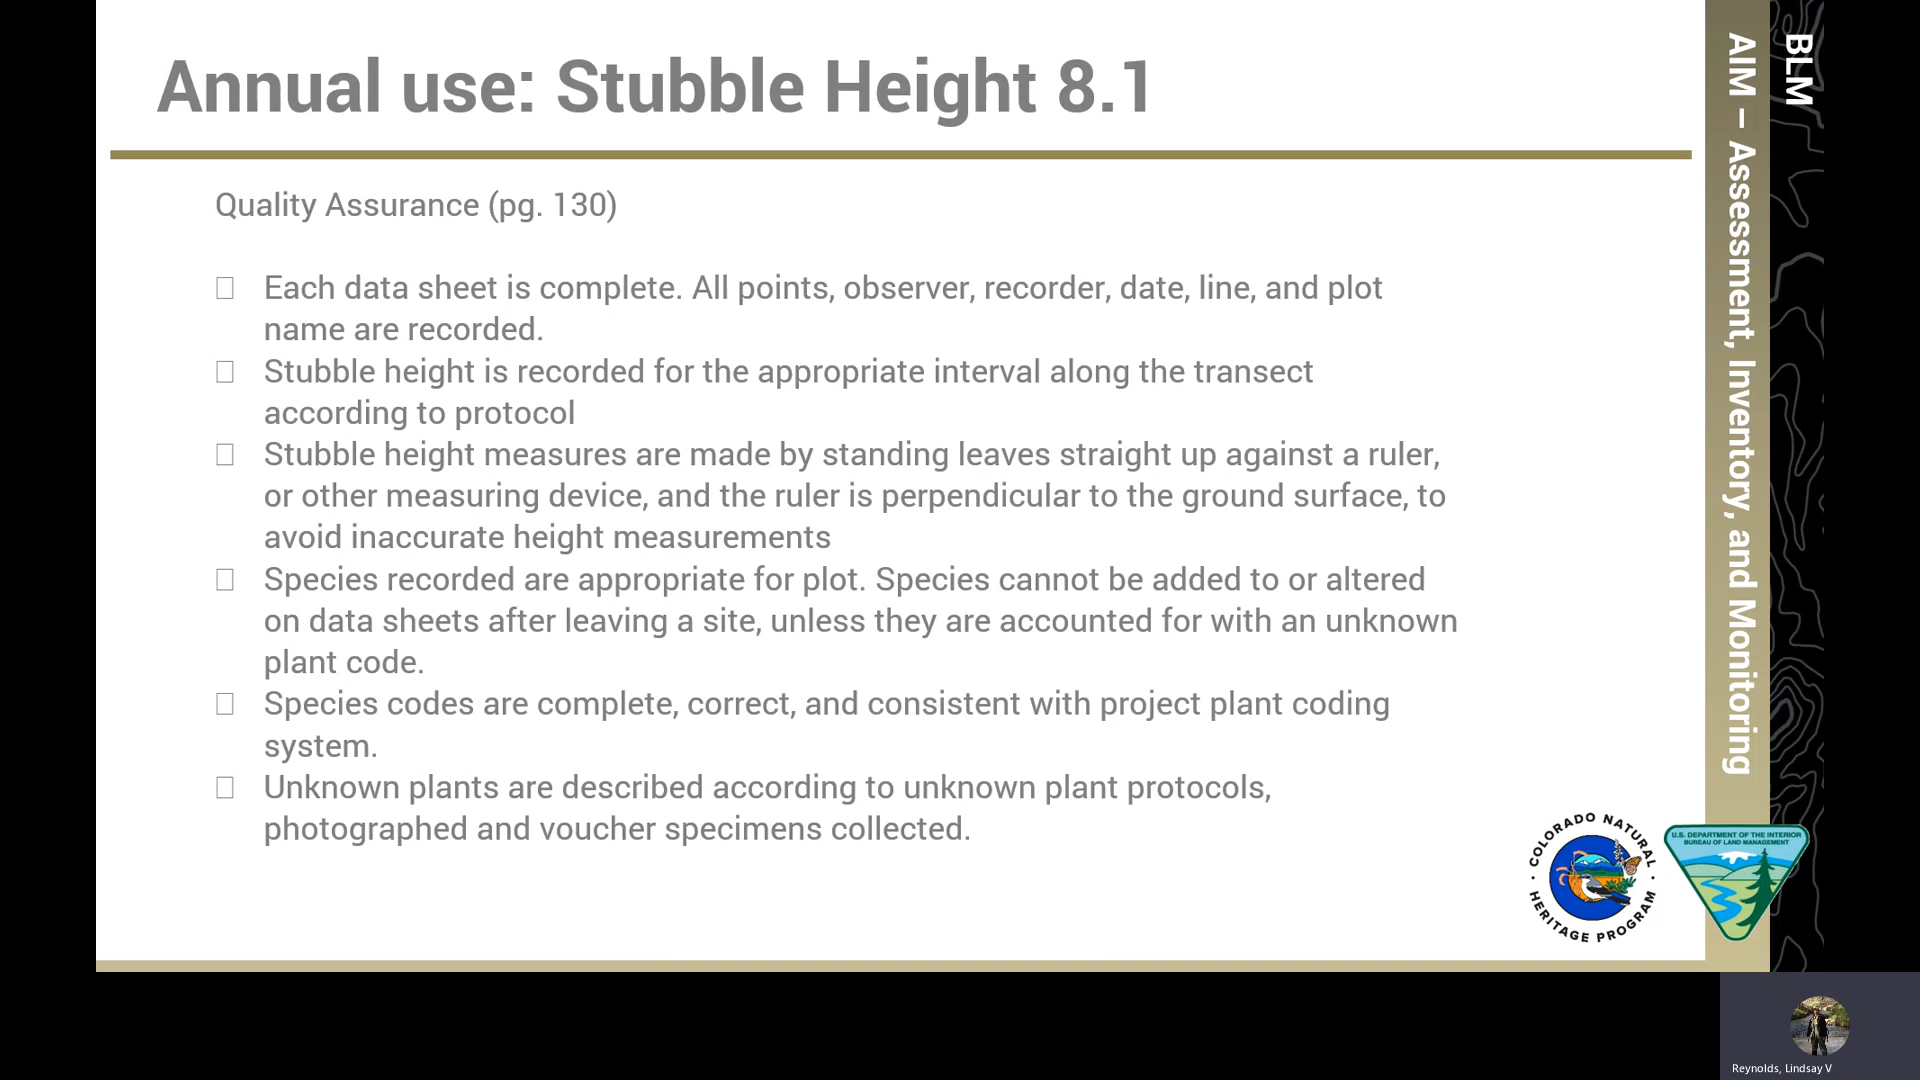 Annual use: Stubble Height 8.1
Quality Assurance (pg. 130)
Each data sheet is complete. All points, observer, recorder, date, line, and plot
name are recorded.
Stubble height is recorded for the appropriate interval along the transect
according to protocol
Stubble height measures are made by standing leaves straight up against a ruler,
or other measuring device, and the ruler is perpendicular to the ground surface, to
avoid inaccurate height measurements
Species recorded are appropriate for plot. Species cannot be added to or altered
on data sheets after leaving a site, unless they are accounted for with an unknown
plant code.
Species codes are complete, correct, and consistent with project plant coding
system.
Unknown plants are described according to unknown plant protocols,
photographed and voucher specimens collected.
BLM
AIM – Assessment, Inventory, and Monitoring
COLORADO NATURAL
HERITAGE PROGRAM
U.S. DEPARTMENT OF THE INTERIOR
BUREAU OF LAND MANAGEMENT
Reynolds, Lindsay V